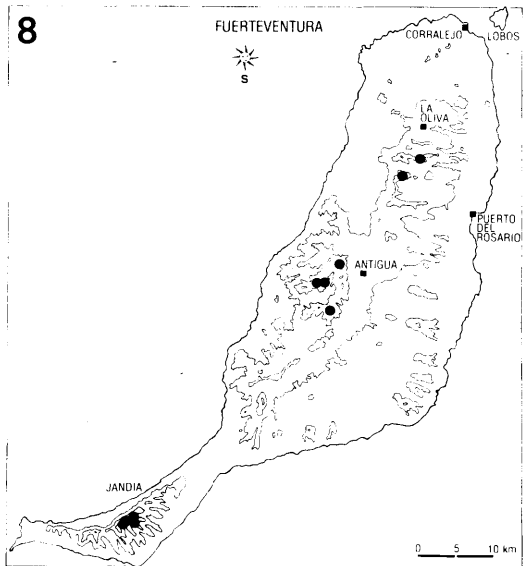 8
FUERTEVENTURA
S
CORRALEJO
LOBOS
LA
OLIVA
PUERTO
DEL
ROSARIO
ANTIGUA
JANDIA
0 5 10 km